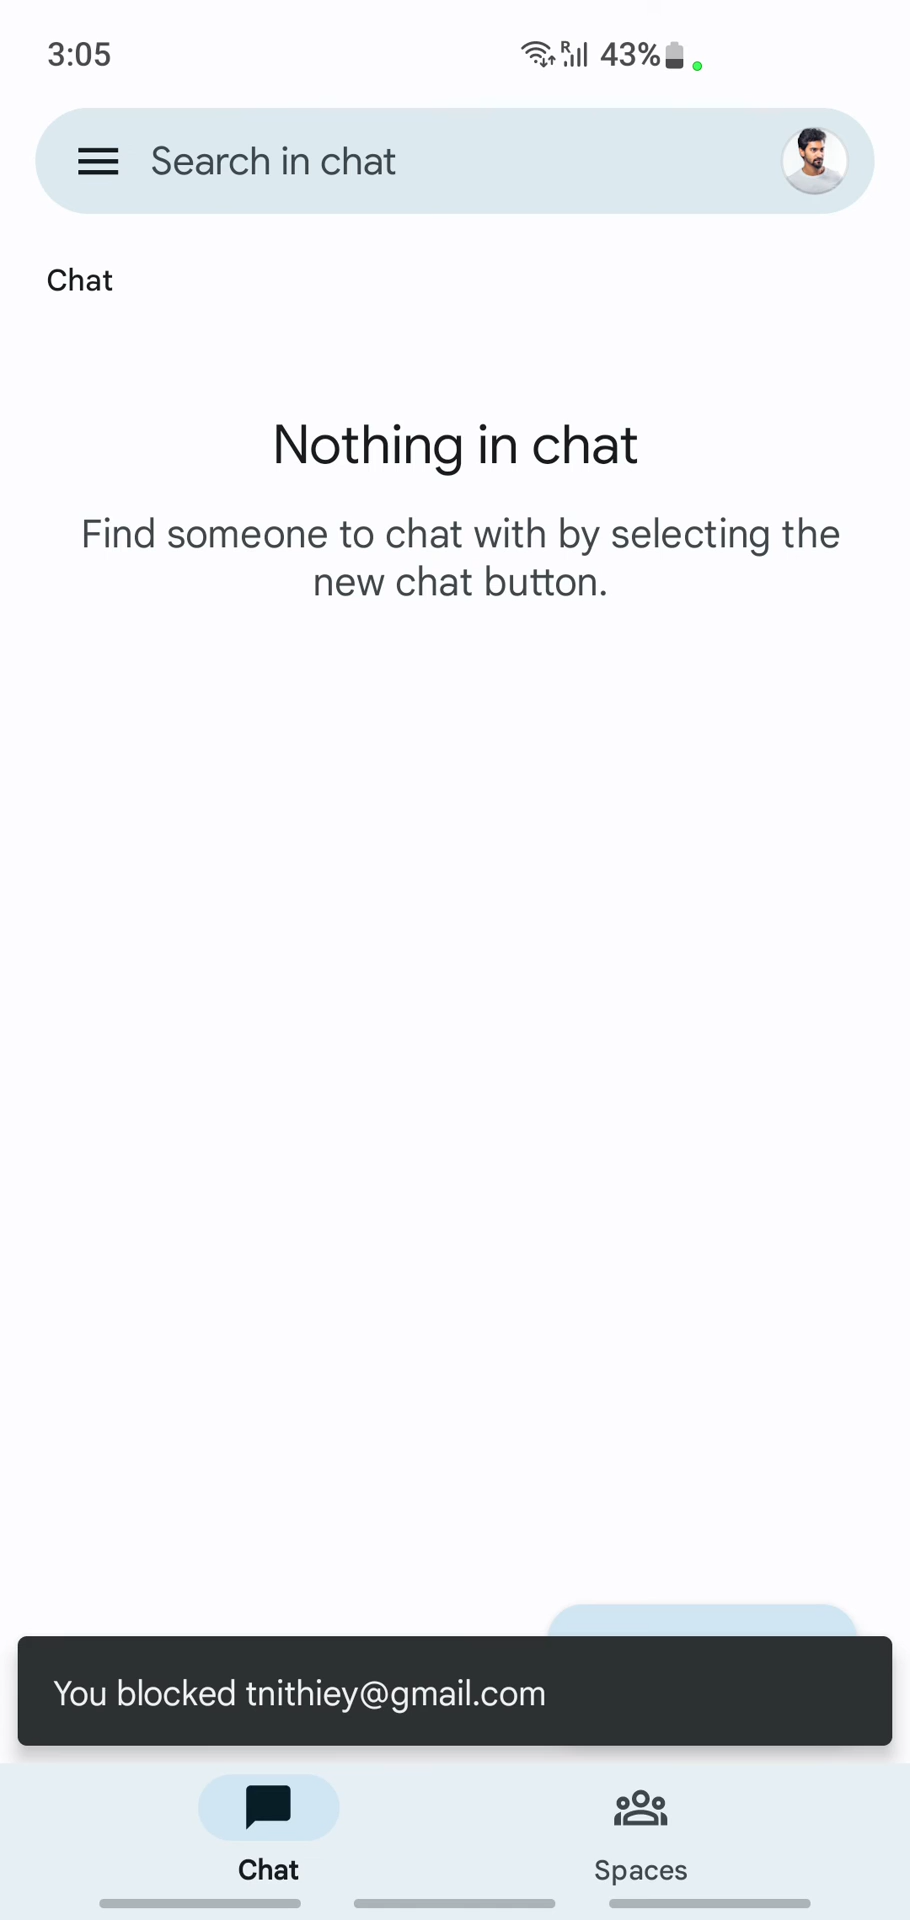 3:05 R 43%
Search in chat
Chat
Nothing in chat
Find someone to chat with by selecting the
new chat button.
You blocked tnithiey@gmail.com
Chat Spaces